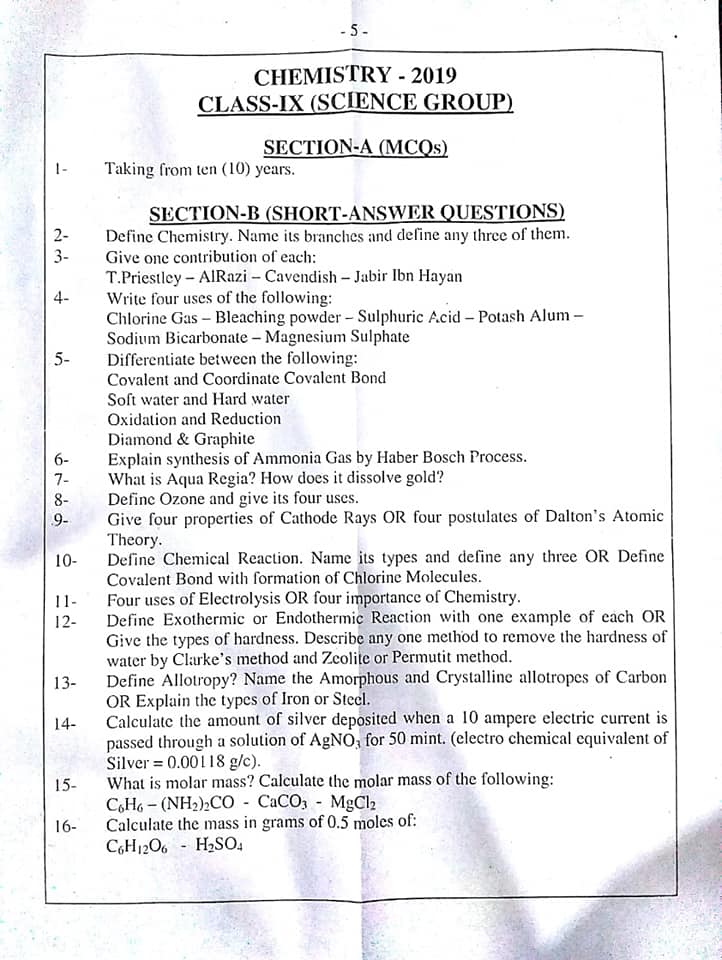 - 5 -
CHEMISTRY - 2019
CLASS-IX (SCIENCE GROUP)
SECTION-A (MCQs)
1- Taking from ten (10) years.
SECTION-B (SHORT-ANSWER QUESTIONS)
2- Define Chemistry. Name its branches and define any three of them.
3- Give one contribution of each:
T.Priestley – AlRazi – Cavendish – Jabir Ibn Hayan
4- Write four uses of the following:
Chlorine Gas – Bleaching powder – Sulphuric Acid – Potash Alum –
Sodium Bicarbonate – Magnesium Sulphate
5- Differentiate between the following:
Covalent and Coordinate Covalent Bond
Soft water and Hard water
Oxidation and Reduction
Diamond & Graphite
6- Explain synthesis of Ammonia Gas by Haber Bosch Process.
7- What is Aqua Regia? How does it dissolve gold?
8- Define Ozone and give its four uses.
9- Give four properties of Cathode Rays OR four postulates of Dalton's Atomic
Theory.
10- Define Chemical Reaction. Name its types and define any three OR Define
Covalent Bond with formation of Chlorine Molecules.
11- Four uses of Electrolysis OR four importance of Chemistry.
12- Define Exothermic or Endothermic Reaction with one example of each OR
Give the types of hardness. Describe any one method to remove the hardness of
water by Clarke's method and Zeolite or Permutit method.
13- Define Allotropy? Name the Amorphous and Crystalline allotropes of Carbon
OR Explain the types of Iron or Steel.
14- Calculate the amount of silver deposited when a 10 ampere electric current is
passed through a solution of AgNO₃ for 50 mint. (electro chemical equivalent of
Silver = 0.00118 g/c).
15- What is molar mass? Calculate the molar mass of the following:
C₆H₆ – (NH₂)₂CO - CaCO₃ - MgCl₂
16- Calculate the mass in grams of 0.5 moles of:
C₆H₁₂O₆ - H₂SO₄